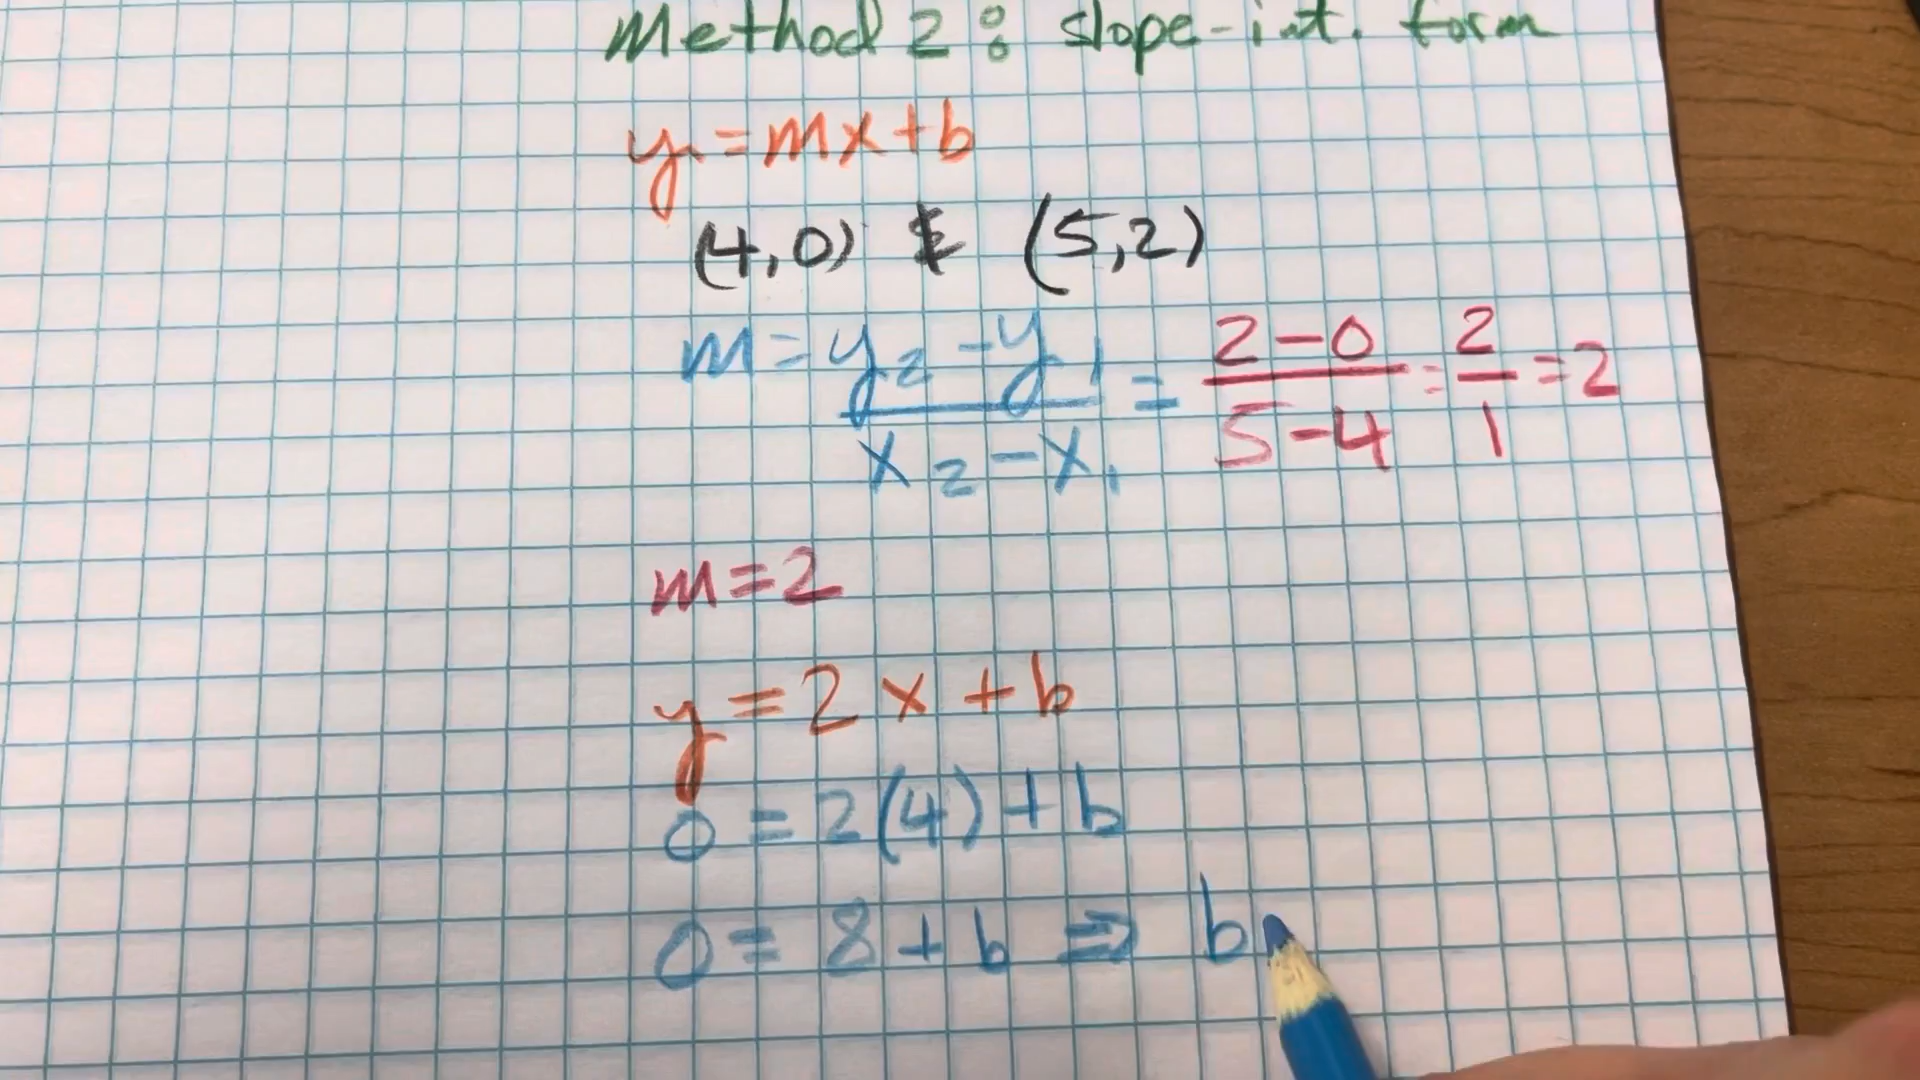 Method 2: slope-int. form
y=mx+b
(4,0) & (5,2)
m = y₂-y₁ / x₂-x₁ = 2-0 / 5-4 = 2 / 1 = 2
m=2
y = 2x + b
0 = 2(4) + b
0 = 8 + b ⇒ b